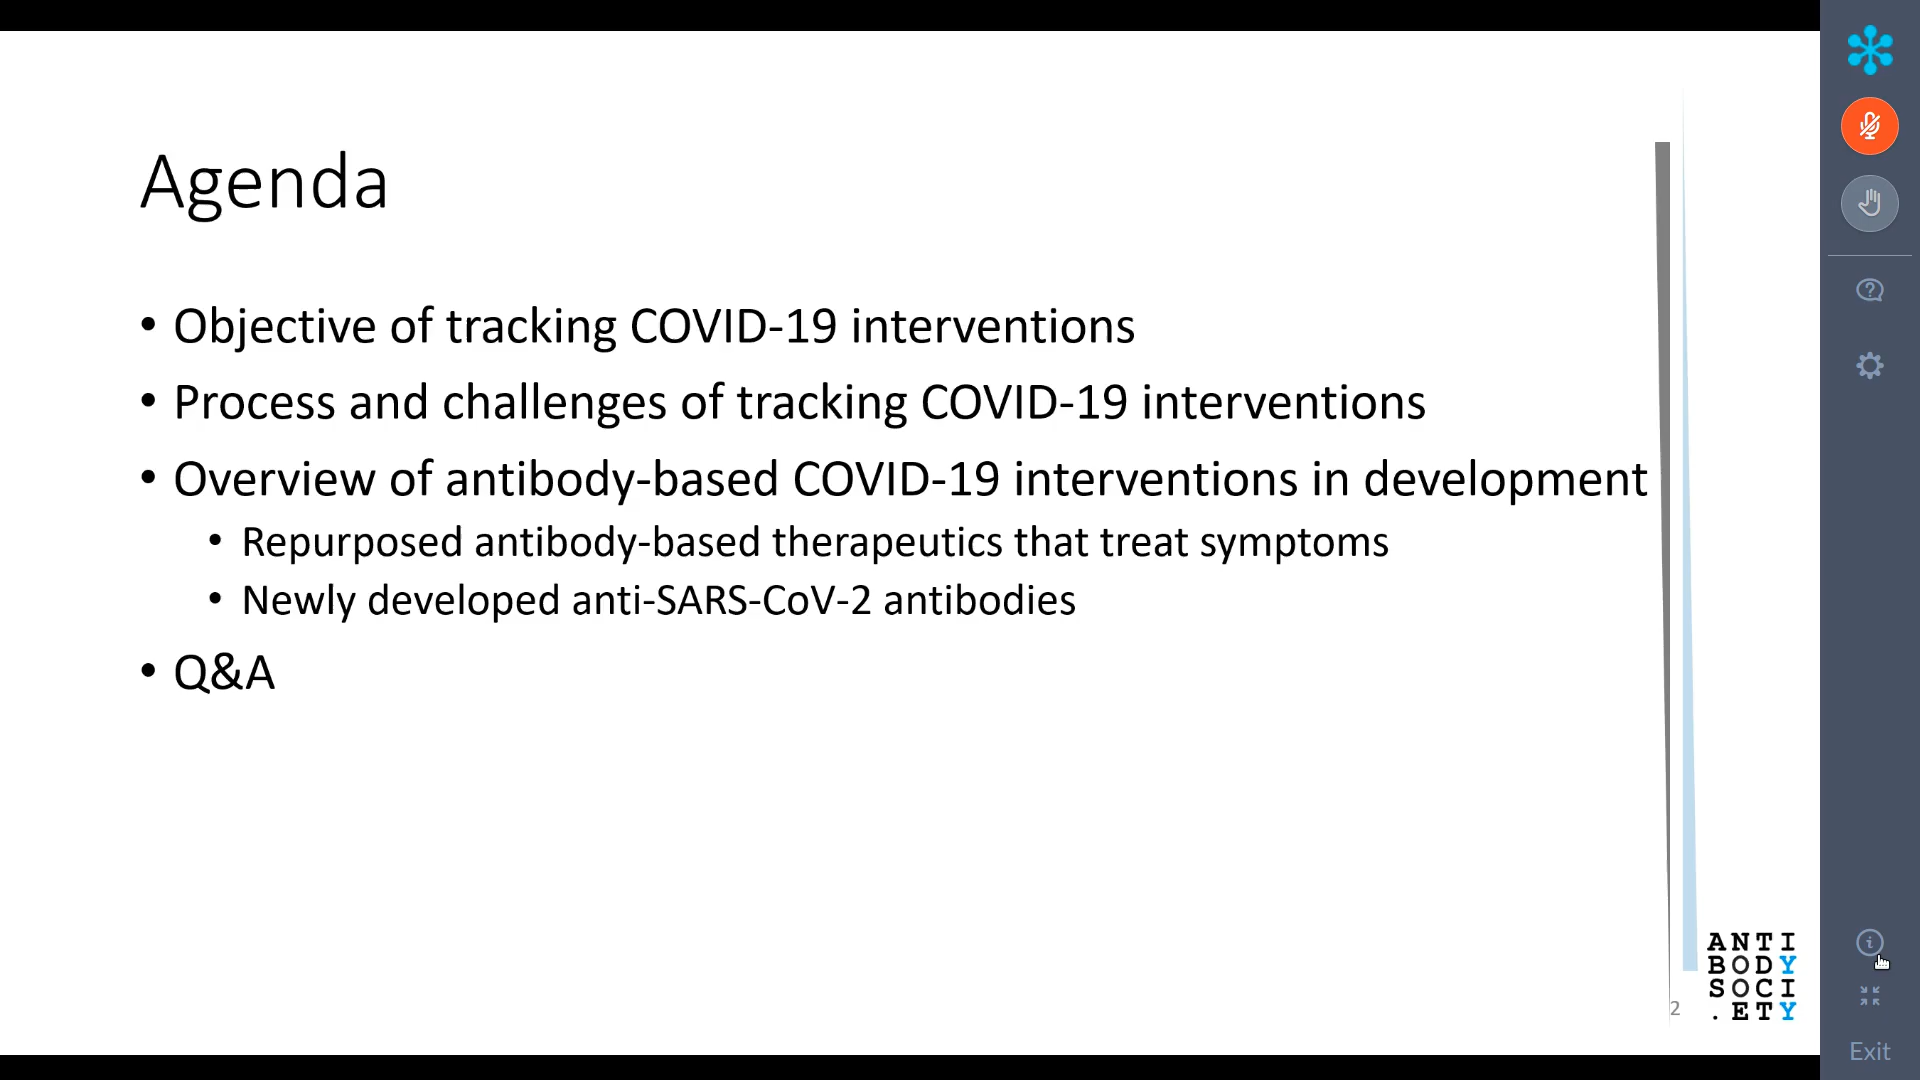 Agenda
• Objective of tracking COVID-19 interventions
• Process and challenges of tracking COVID-19 interventions
• Overview of antibody-based COVID-19 interventions in development
• Repurposed antibody-based therapeutics that treat symptoms
• Newly developed anti-SARS-CoV-2 antibodies
• Q&A
2
ANTI
BODY
SOCI
.ETY
Exit